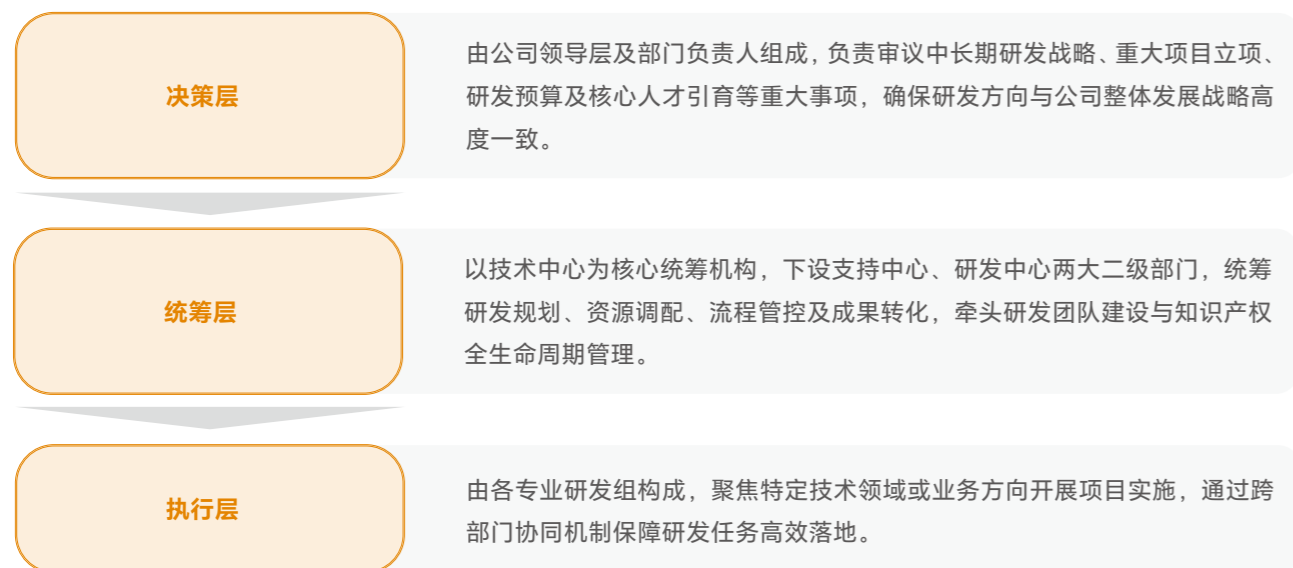 决策层
由公司领导层及部门负责人组成，负责审议中长期研发战略、重大项目立项、
研发预算及核心人才引育等重大事项，确保研发方向与公司整体发展战略高
度一致。
统筹层
以技术中心为核心统筹机构，下设支持中心、研发中心两大二级部门，统筹
研发规划、资源调配、流程管控及成果转化，牵头研发团队建设与知识产权
全生命周期管理。
执行层
由各专业研发组构成，聚焦特定技术领域或业务方向开展项目实施，通过跨
部门协同机制保障研发任务高效落地。